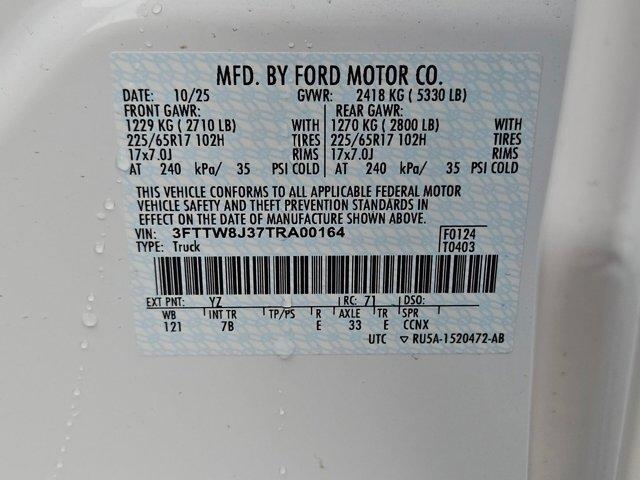 MFD. BY FORD MOTOR CO.
DATE: 10/25 GVWR: 2418 KG ( 5330 LB)
FRONT GAWR: REAR GAWR:
1229 KG ( 2710 LB) WITH 1270 KG ( 2800 LB) WITH
225/65R17 102H TIRES 225/65R17 102H TIRES
17x7.0J RIMS 17x7.0J RIMS
AT 240 kPa/ 35 PSI COLD AT 240 kPa/ 35 PSI COLD
THIS VEHICLE CONFORMS TO ALL APPLICABLE FEDERAL MOTOR
VEHICLE SAFETY AND THEFT PREVENTION STANDARDS IN
EFFECT ON THE DATE OF MANUFACTURE SHOWN ABOVE.
VIN: 3FTTW8J37TRA00164 F0124
TYPE: Truck T0403
EXT PNT: YZ RC: 71 DSO:
WB INT TR TP/PS R AXLE TR SPR
121 7B E 33 E CCNX
UTC ▽ RU5A-1520472-AB